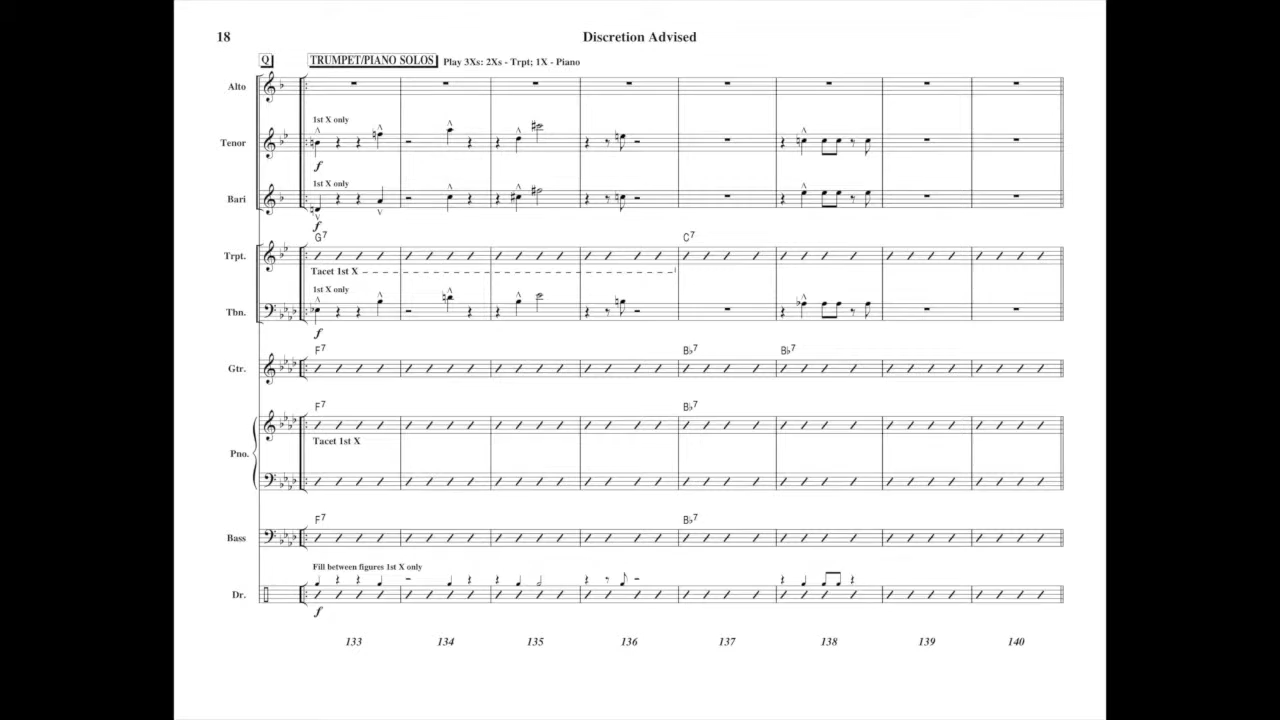 18 Discretion Advised
Q TRUMPET/PIANO SOLOS Play 3Xs: 2Xs - Trpt; 1X - Piano
Alto
1st X only
Tenor
f
1st X only
Bari
f
G7 C7
Trpt.
Tacet 1st X
1st X only
Tbn.
f
F7 B♭7 B♭7
Gtr.
F7 B♭7
Tacet 1st X
Pno.
F7 B♭7
Bass
Fill between figures 1st X only
Dr.
f
133 134 135 136 137 138 139 140